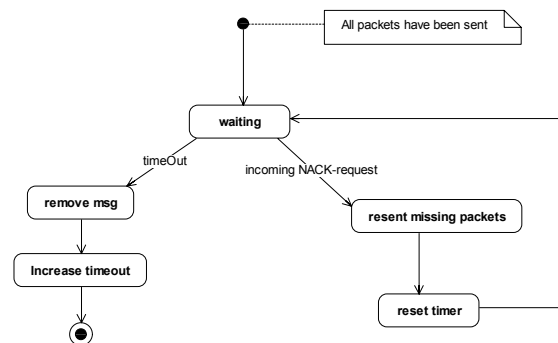 All packets have been sent
waiting
timeOut
incoming NACK-request
remove msg
resent missing packets
Increase timeout
reset timer